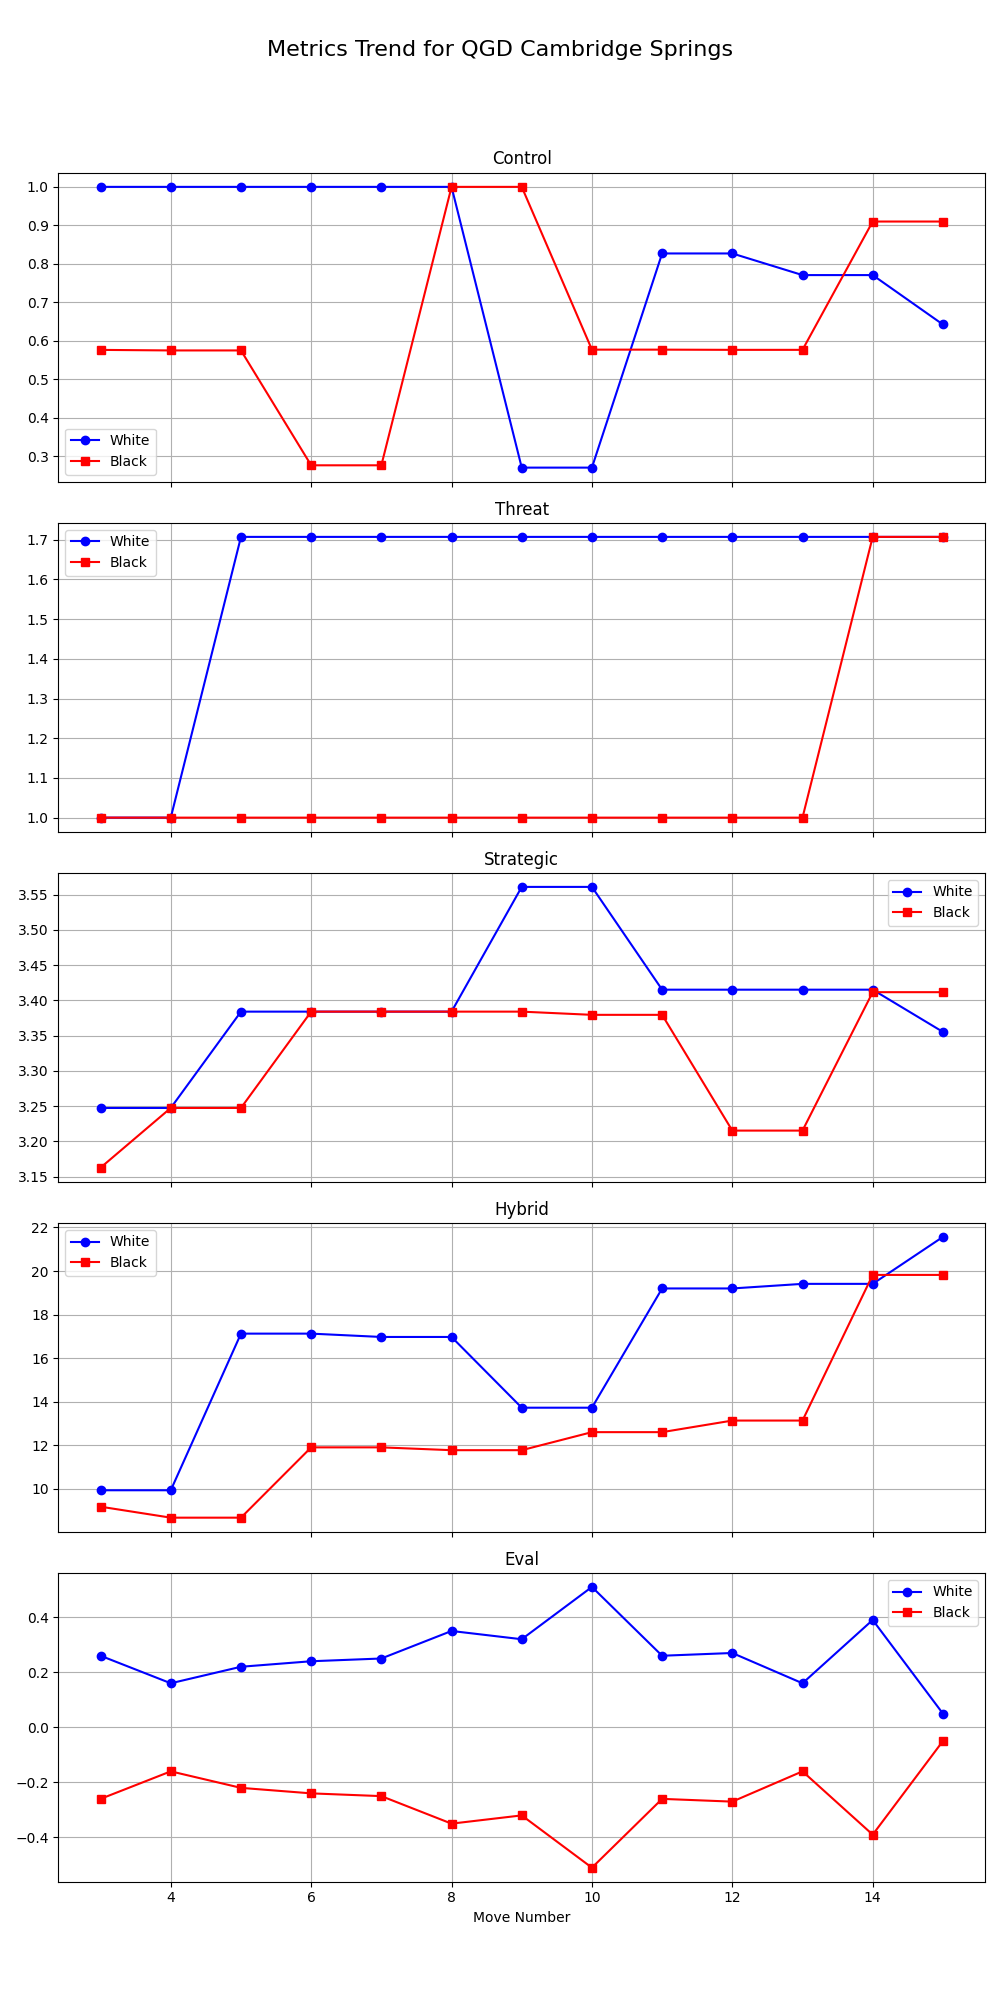 Metrics Trend for QGD Cambridge Springs
Control
1.0
0.9
0.8
0.7
0.6
0.5
0.4
0.3
White
Black
Threat
1.7
1.6
1.5
1.4
1.3
1.2
1.1
1.0
White
Black
Strategic
3.55
3.50
3.45
3.40
3.35
3.30
3.25
3.20
3.15
White
Black
Hybrid
22
20
18
16
14
12
10
White
Black
Eval
0.4
0.2
0.0
−0.2
−0.4
White
Black
4 6 8 10 12 14
Move Number